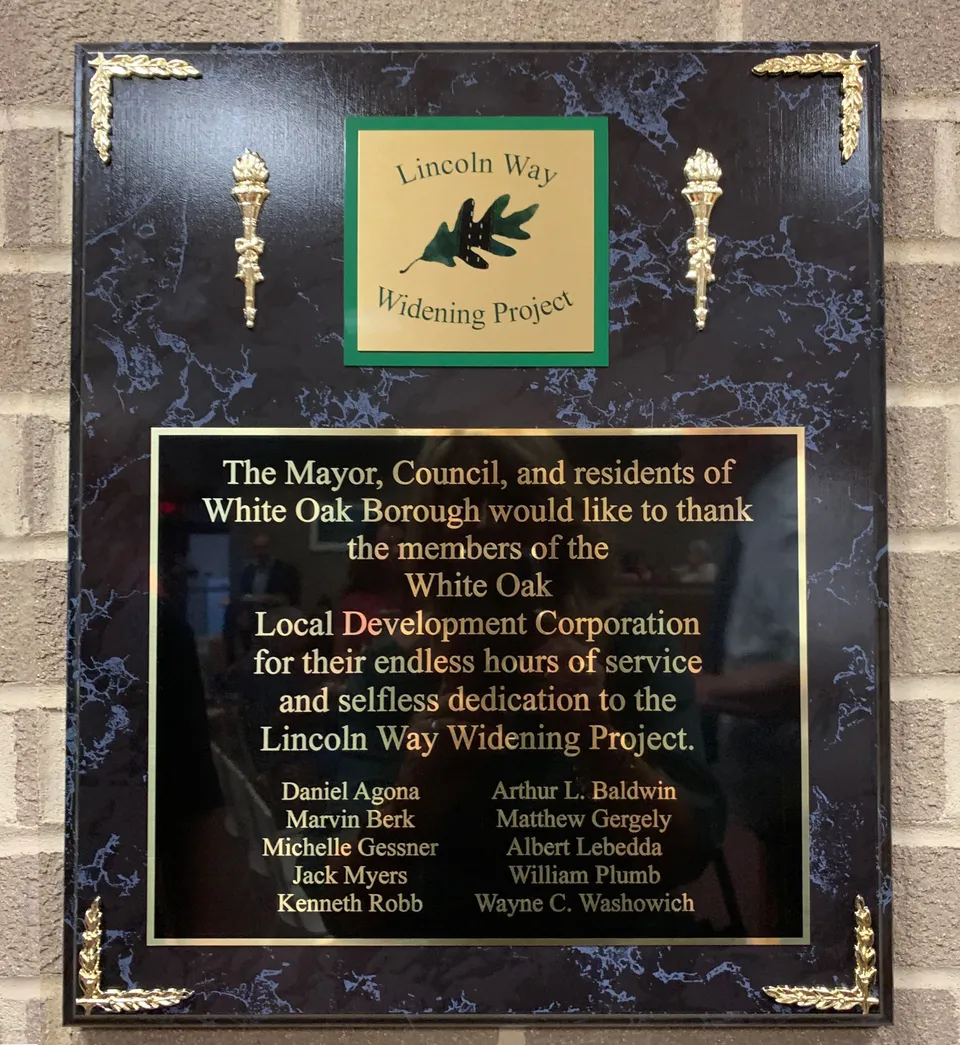 Lincoln Way
Widening Project
The Mayor, Council, and residents of
White Oak Borough would like to thank
the members of the
White Oak
Local Development Corporation
for their endless hours of service
and selfless dedication to the
Lincoln Way Widening Project.
Daniel Agona Arthur L. Baldwin
Marvin Berk Matthew Gergely
Michelle Gessner Albert Lebedda
Jack Myers William Plumb
Kenneth Robb Wayne C. Washowich